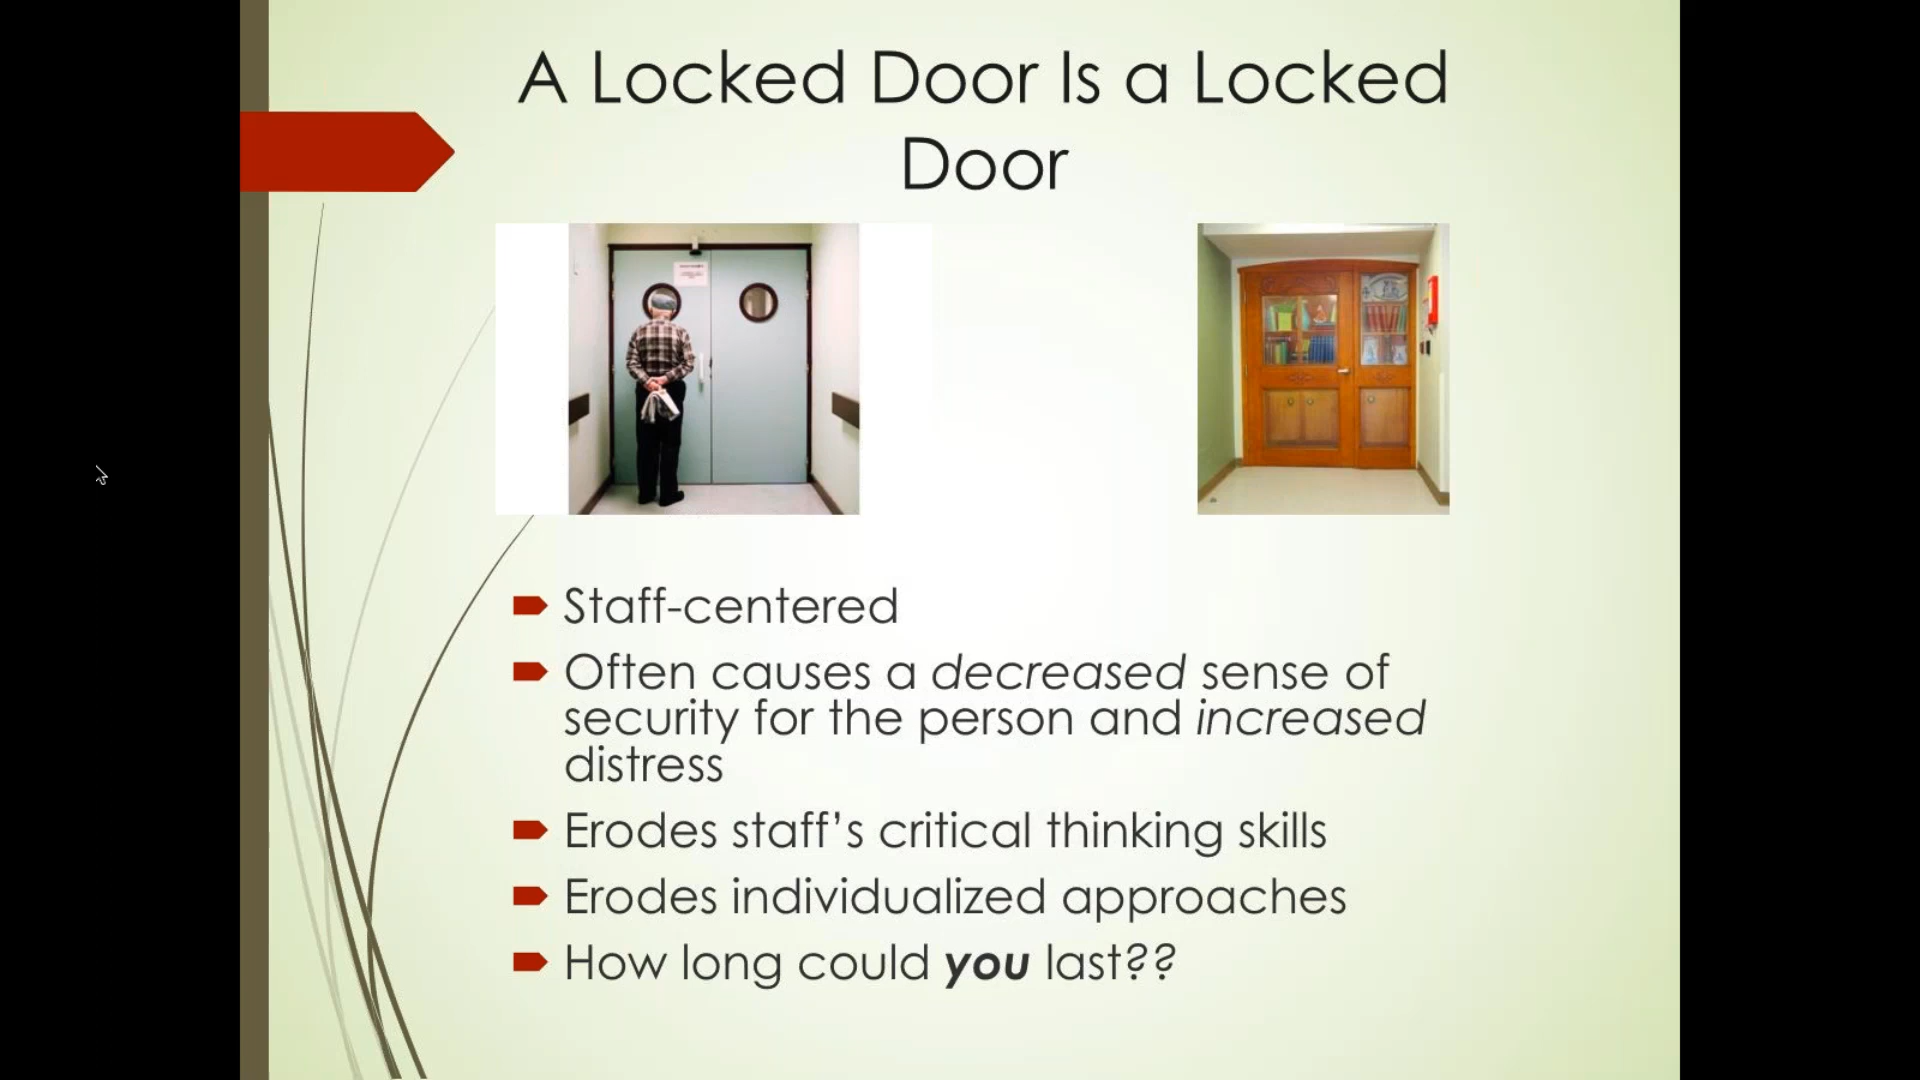 A Locked Door Is a Locked
Door
Staff-centered
Often causes a decreased sense of
security for the person and increased
distress
Erodes staff’s critical thinking skills
Erodes individualized approaches
How long could you last??